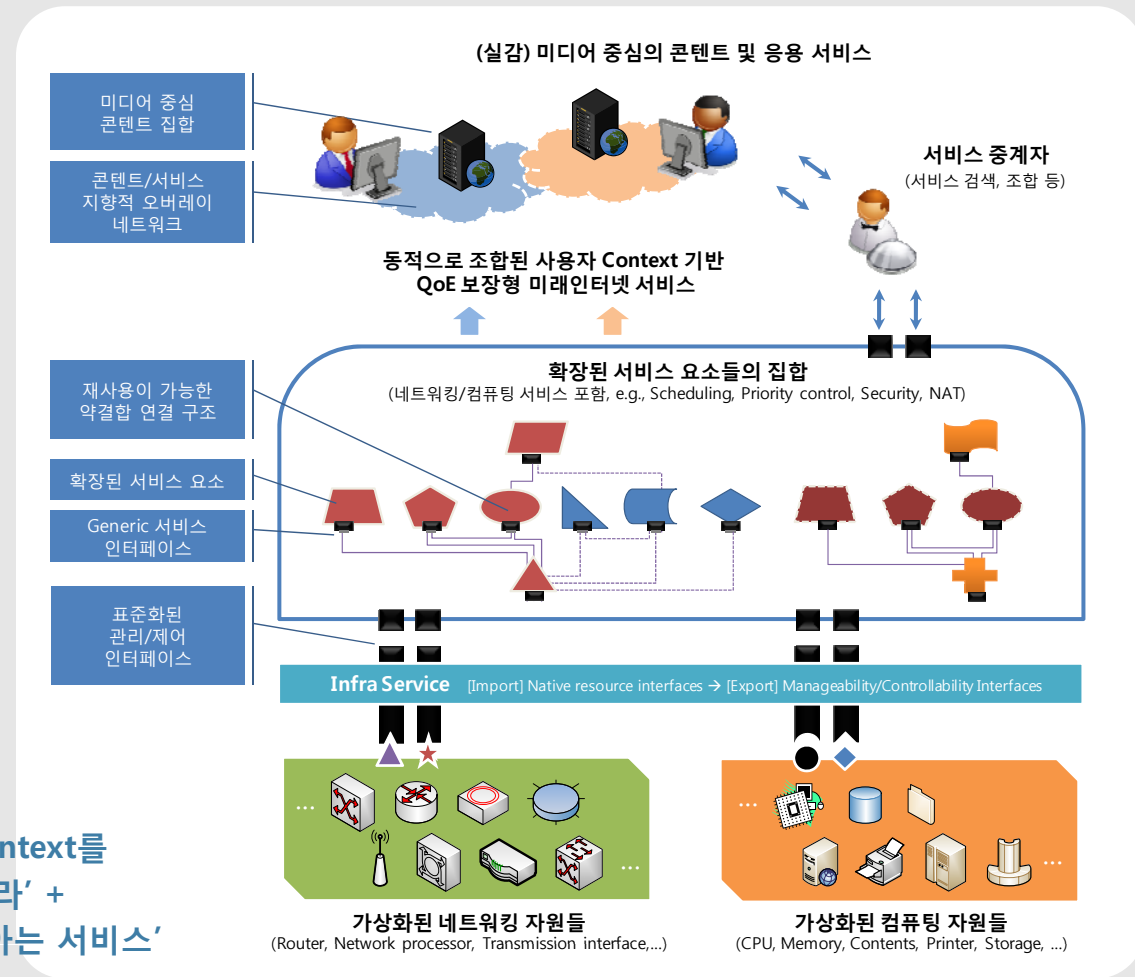 (실감) 미디어 중심의 콘텐트 및 응용 서비스
미디어 중심
콘텐트 집합
콘텐트/서비스
지향적 오버레이
네트워크
서비스 중계자
(서비스 검색, 조합 등)
동적으로 조합된 사용자 Context 기반
QoE 보장형 미래인터넷 서비스
재사용이 가능한
약결합 연결 구조
확장된 서비스 요소들의 집합
(네트워킹/컴퓨팅 서비스 포함, e.g., Scheduling, Priority control, Security, NAT)
확장된 서비스 요소
Generic 서비스
인터페이스
표준화된
관리/제어
인터페이스
Infra Service [Import] Native resource interfaces → [Export] Manageability/Controllability Interfaces
... ...
... ...
가상화된 네트워킹 자원들
(Router, Network processor, Transmission interface,...)
가상화된 컴퓨팅 자원들
(CPU, Memory, Contents, Printer, Storage, ...)
ntext를
라’ +
는 서비스’